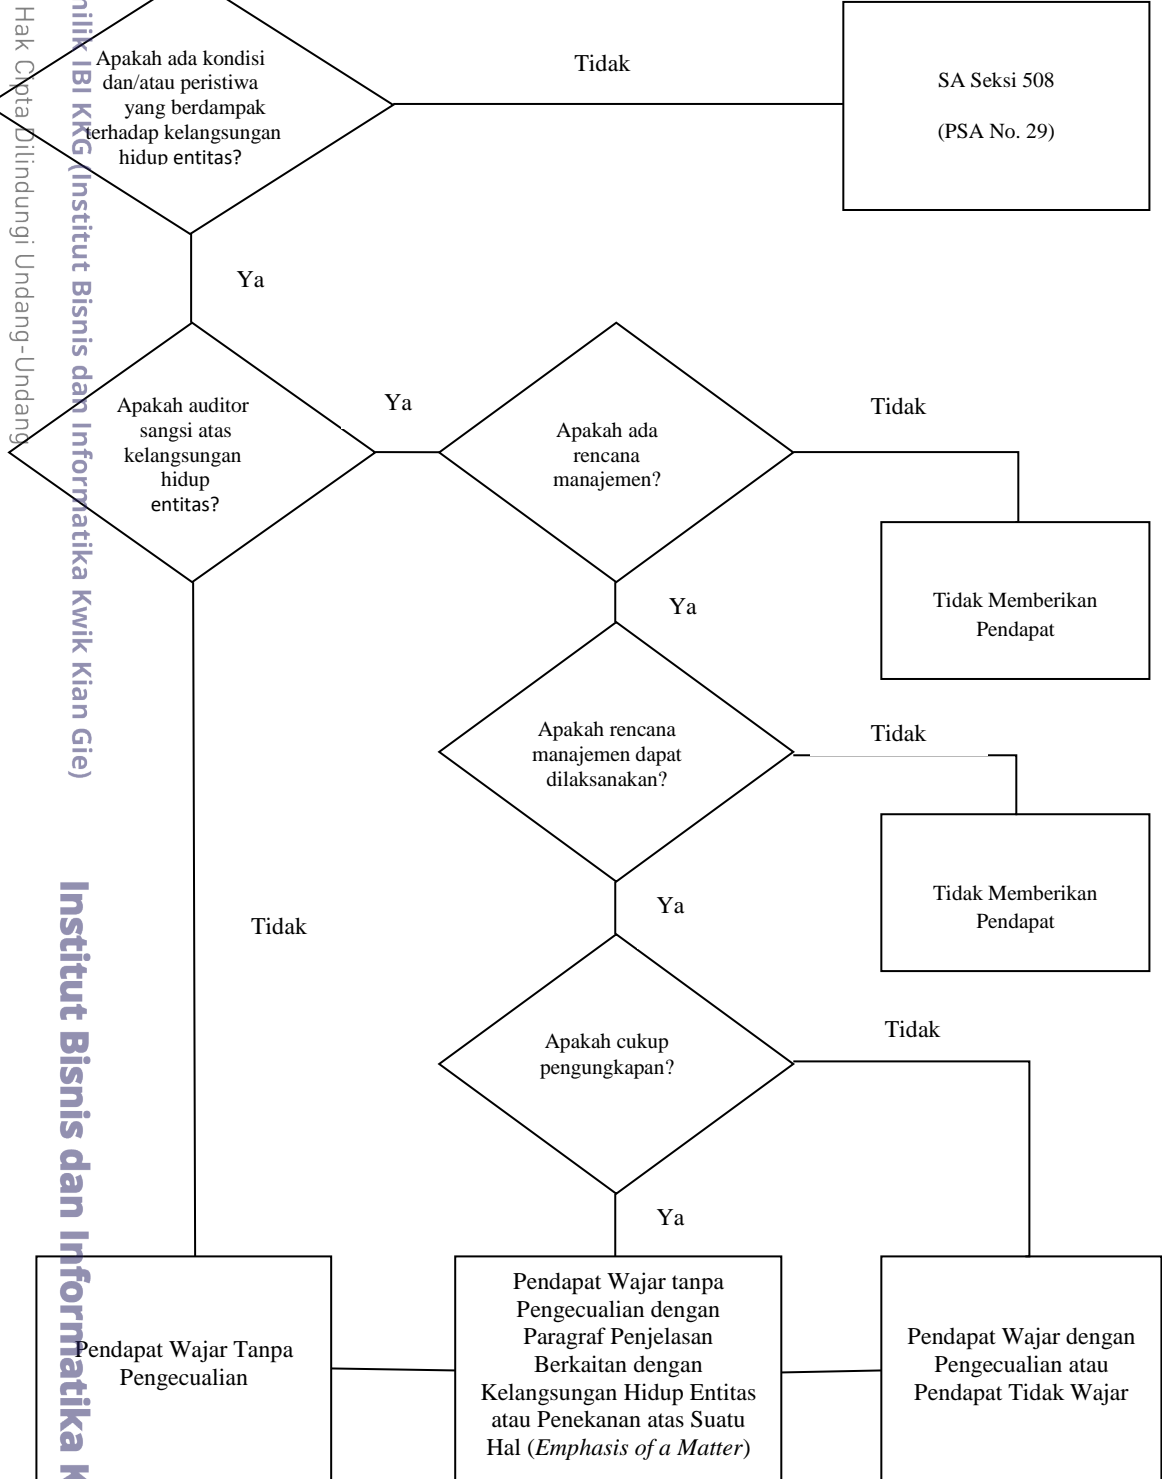 Apakah ada kondisi
dan/atau peristiwa
yang berdampak
terhadap kelangsungan
hidup entitas?
Tidak
SA Seksi 508
(PSA No. 29)
Ya
Apakah auditor
sangsi atas
kelangsungan
hidup
entitas?
Ya
Apakah ada
rencana
manajemen?
Tidak
Tidak Memberikan
Pendapat
Ya
Apakah rencana
manajemen dapat
dilaksanakan?
Tidak
Tidak Memberikan
Pendapat
Ya
Tidak
Apakah cukup
pengungkapan?
Tidak
Ya
Pendapat Wajar Tanpa
Pengecualian
Pendapat Wajar tanpa
Pengecualian dengan
Paragraf Penjelasan
Berkaitan dengan
Kelangsungan Hidup Entitas
atau Penekanan atas Suatu
Hal (Emphasis of a Matter)
Pendapat Wajar dengan
Pengecualian atau
Pendapat Tidak Wajar
Hak Cipta Dilindungi Undang-Undang
milik IBI KKG (Institut Bisnis dan Informatika Kwik Kian Gie)
Institut Bisnis dan Informatika